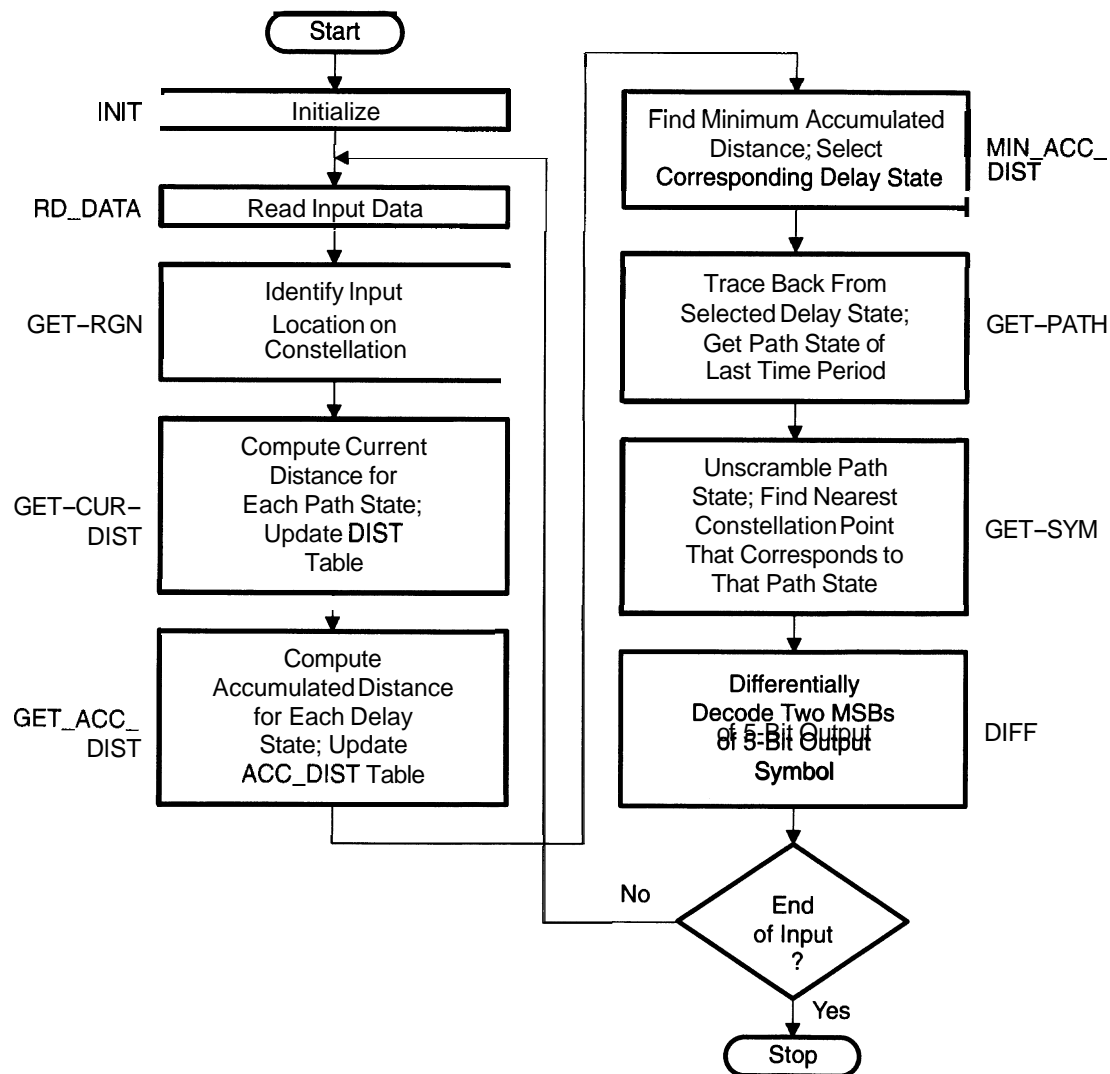 Start
INIT
Initialize
RD_DATA
Read Input Data
GET-RGN
Identify Input
Location on
Constellation
GET-CUR-
DIST
Compute Current
Distance for
Each Path State;
Update DIST
Table
GET_ACC_
DIST
Compute
Accumulated Distance
for Each Delay
State; Update
ACC_DIST Table
Find Minimum Accumulated
Distance; Select
Corresponding Delay State
MIN_ACC_
DIST
Trace Back From
Selected Delay State;
Get Path State of
Last Time Period
GET-PATH
Unscramble Path
State; Find Nearest
Constellation Point
That Corresponds to
That Path State
GET-SYM
Differentially
Decode Two MSBs
of 5-Bit Output
of 5-Bit Output
Symbol
DIFF
No
End
of Input
?
Yes
Stop